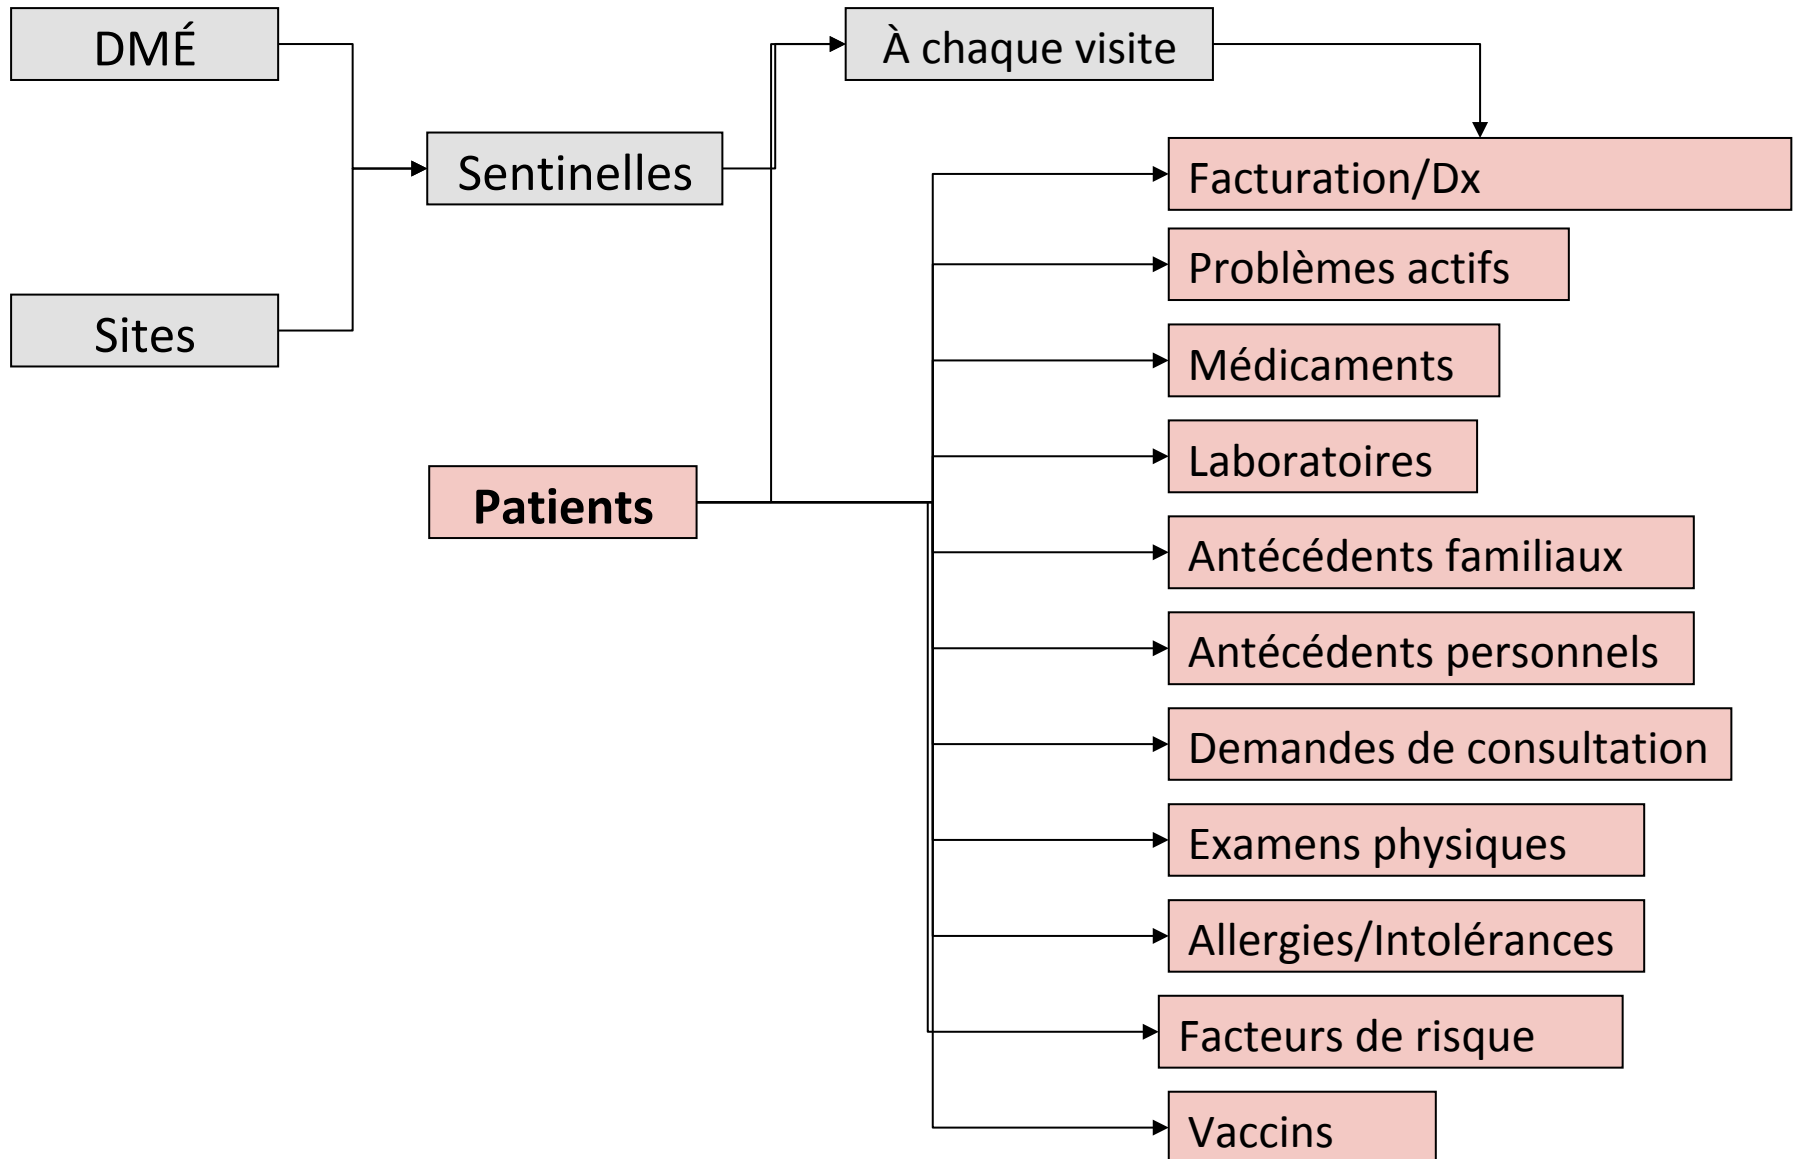 DMÉ
À chaque visite
Sentinelles
Facturation/Dx
Problèmes actifs
Sites
Médicaments
Laboratoires
Patients
Antécédents familiaux
Antécédents personnels
Demandes de consultation
Examens physiques
Allergies/Intolérances
Facteurs de risque
Vaccins